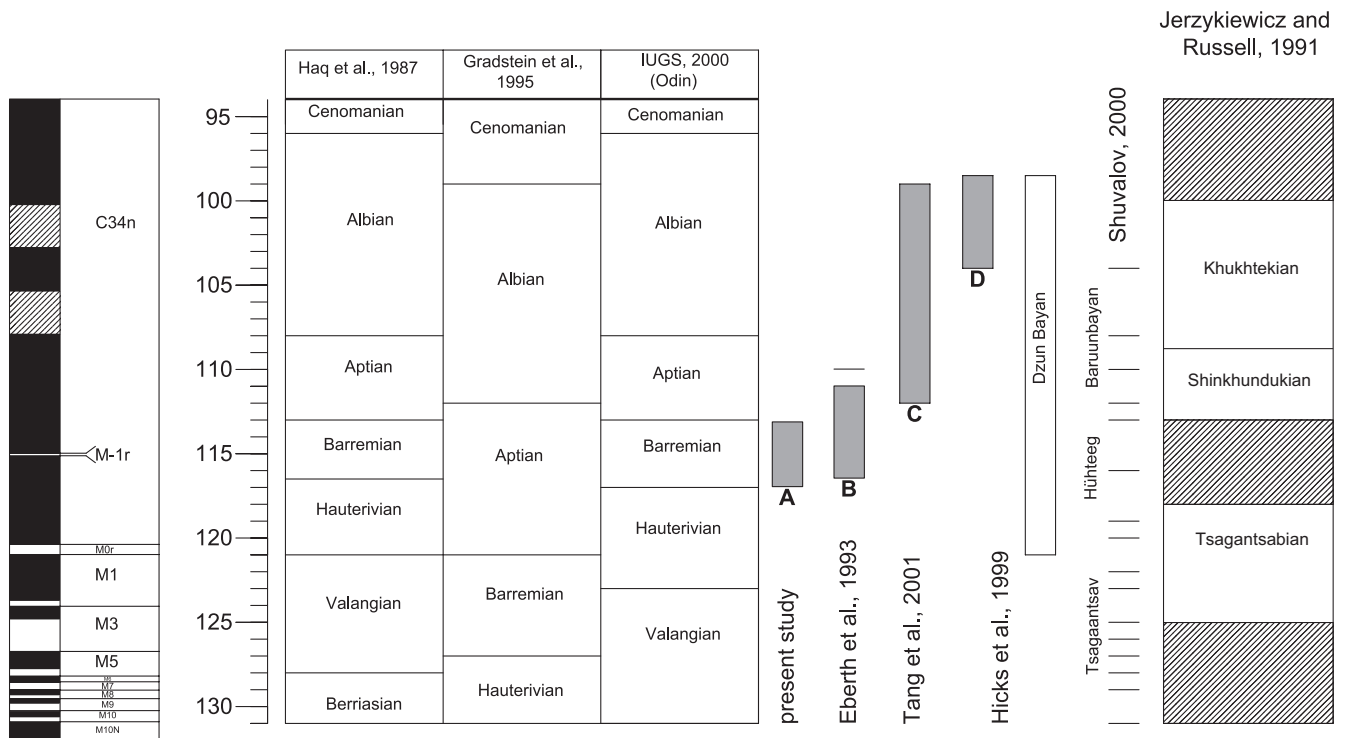 Jerzykiewicz and
Russell, 1991
Haq et al., 1987
Gradstein et al.,
1995
IUGS, 2000
(Odin)
Shuvalov, 2000
C34n
M-1r
M0r
M1
M3
M5
M7
M8
M9
M10
M10N
95
100
105
110
115
120
125
130
Cenomanian
Albian
Aptian
Barremian
Hauterivian
Valangian
Berriasian
Cenomanian
Albian
Aptian
Barremian
Hauterivian
Cenomanian
Albian
Aptian
Barremian
Hauterivian
Valangian
A
B
C
D
present study
Eberth et al., 1993
Tang et al., 2001
Hicks et al., 1999
Dzun Bayan
Baruunbayan
Hühteeg
Tsagaantsav
Khukhtekian
Shinkhundukian
Tsagantsabian